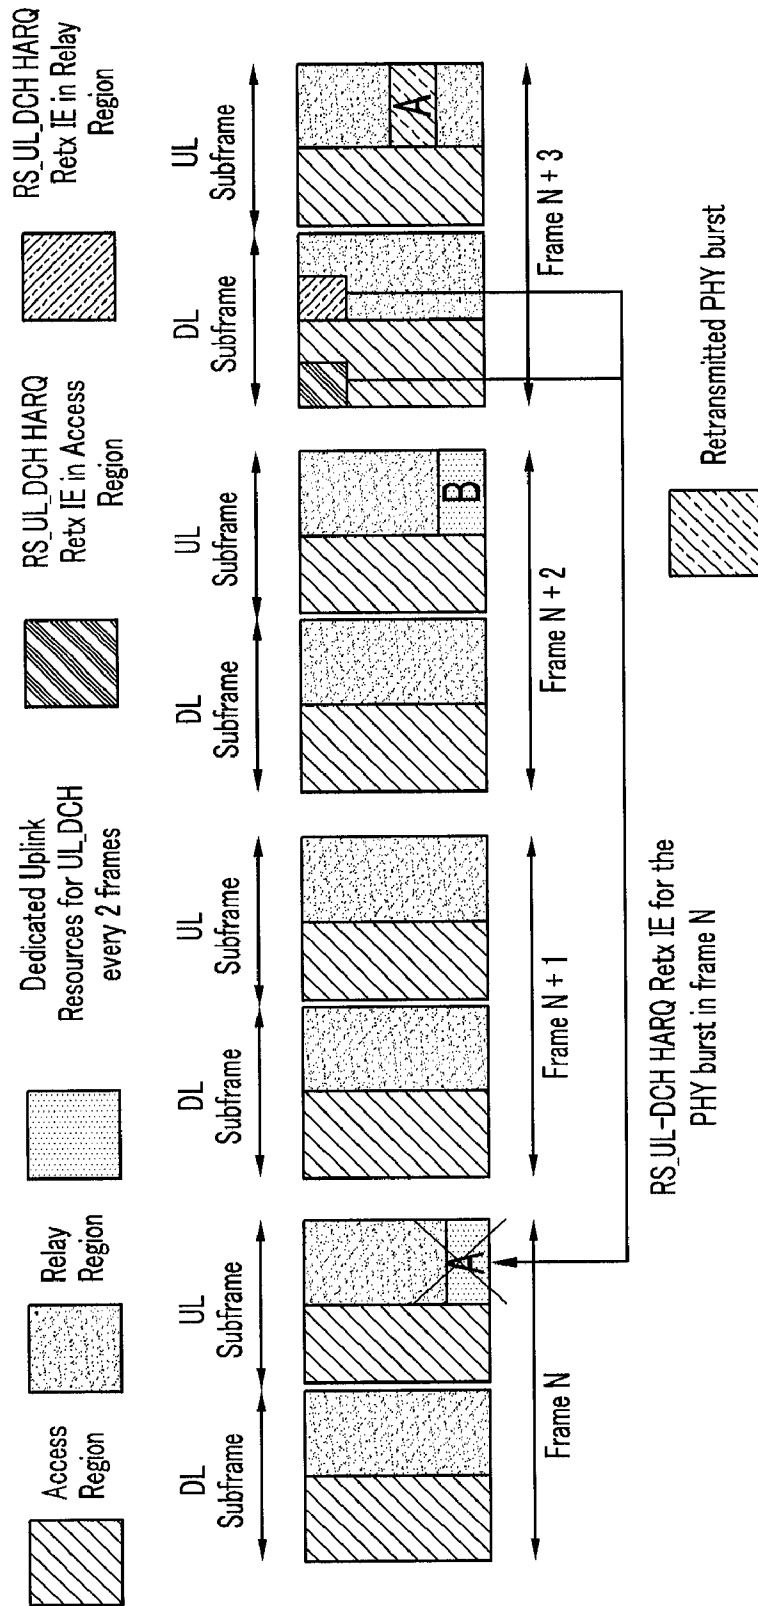 Access
Region
Relay
Region
Dedicated Uplink
Resources for UL_DCH
every 2 frames
RS_UL_DCH HARQ
Retx IE in Access
Region
RS_UL_DCH HARQ
Retx IE in Relay
Region
DL
Subframe
UL
Subframe
DL
Subframe
UL
Subframe
DL
Subframe
UL
Subframe
DL
Subframe
UL
Subframe
A
B
A
Frame N
Frame N + 1
Frame N + 2
Frame N + 3
RS_UL-DCH HARQ Retx IE for the
PHY burst in frame N
Retransmitted PHY burst